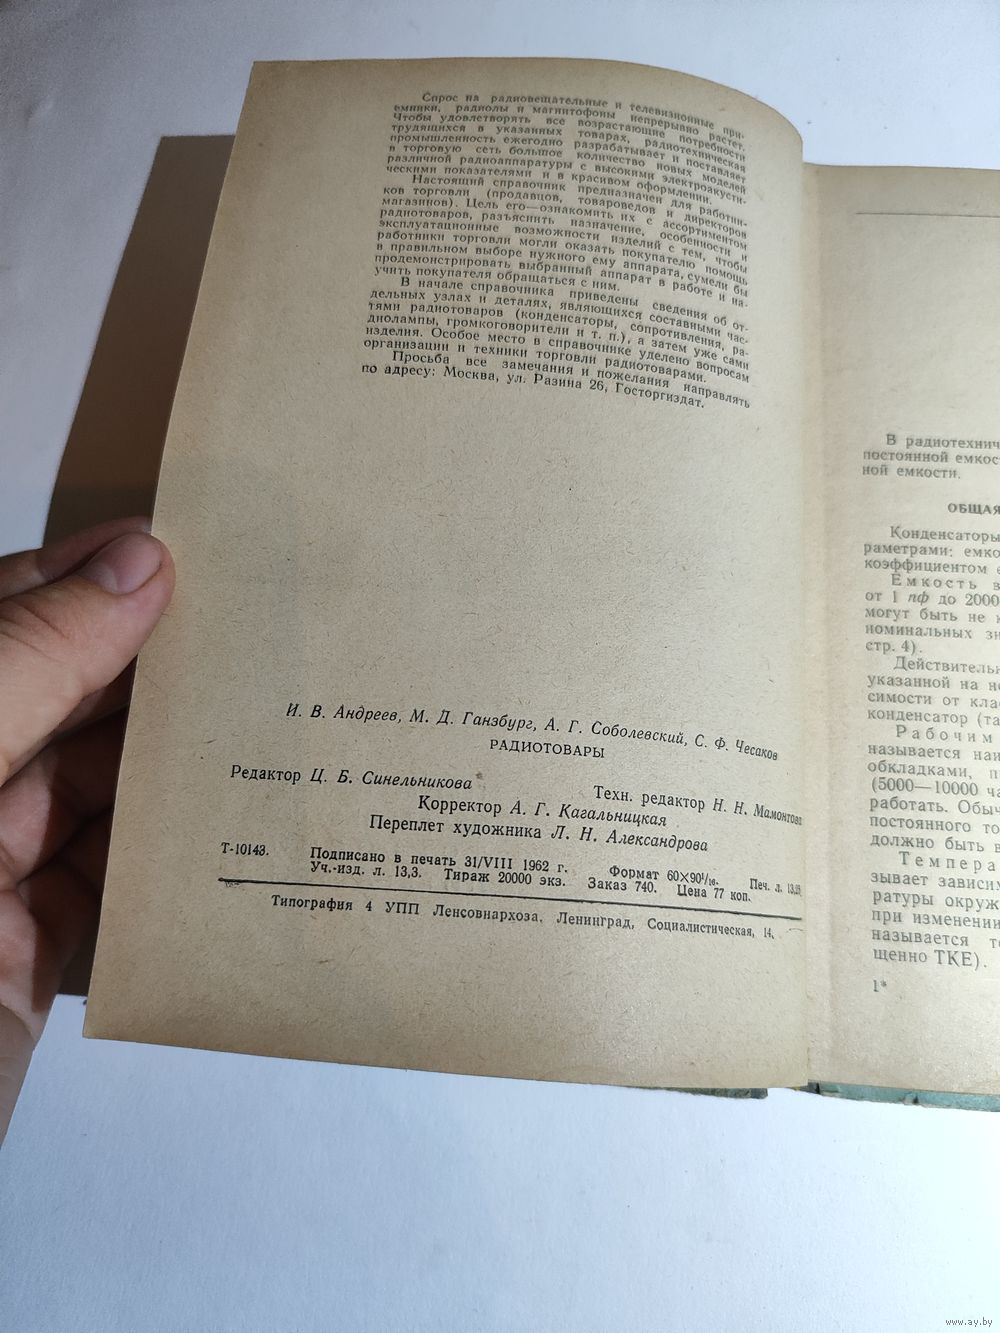 Спрос на радиовещательные и телевизионные при-
емники, радиолы и магнитофоны непрерывно растет.
Чтобы удовлетворять все возрастающие потребности
трудящихся в указанных товарах, радиотехническая
промышленность ежегодно разрабатывает и поставляет
в торговую сеть большое количество новых моделей
различной радиоаппаратуры с высокими электроакусти-
ческими показателями и в красивом оформлении.
Настоящий справочник предназначен для работни-
ков торговли (продавцов, товароведов и директоров
магазинов). Цель его—ознакомить их с ассортиментом
радиотоваров, разъяснить назначение, особенности и
эксплуатационные возможности изделий с тем, чтобы
работники торговли могли оказать покупателю помощь
в правильном выборе нужного ему аппарата, сумели бы
продемонстрировать выбранный аппарат в работе и на-
учить покупателя обращаться с ним.
В начале справочника приведены сведения об от-
дельных узлах и деталях, являющихся составными час-
тями радиотоваров (конденсаторы, сопротивления, ра-
диолампы, громкоговорители и т. п.), а затем уже сами
изделия. Особое место в справочнике уделено вопросам
организации и техники торговли радиотоварами.
Просьба все замечания и пожелания направлять
по адресу: Москва, ул. Разина 26, Госторгиздат.
И. В. Андреев, М. Д. Ганзбург, А. Г. Соболевский, С. Ф. Чесаков
РАДИОТОВАРЫ
Редактор Ц. Б. Синельникова Техн. редактор Н. Н. Мамонтова
Корректор А. Г. Кагальницкая
Переплет художника Л. Н. Александрова
Т-10143. Подписано в печать 31/VIII 1962 г. Формат 60×90 1/16. Печ. л. 13,25
Уч.-изд. л. 13,3. Тираж 20000 экз. Заказ 740. Цена 77 коп.
Типография 4 УПП Ленсовнархоза, Ленинград, Социалистическая, 14.
В радиотехнич
постоянной емкос
ной емкости.
ОБЩАЯ
Конденсаторы
раметрами: емко
коэффициентом е
Емкость в
от 1 пф до 2000
могут быть не
номинальных зн
стр. 4).
Действительн
указанной на но
симости от клас
конденсатор (та
Рабочим
называется наи
обкладками, п
(5000—10000 ча
работать. Обыч
постоянного то
должно быть в
Темпера
зывает зависим
ратуры окруж
при изменении
называется те
щенно ТКЕ).
1*
www.ay.by